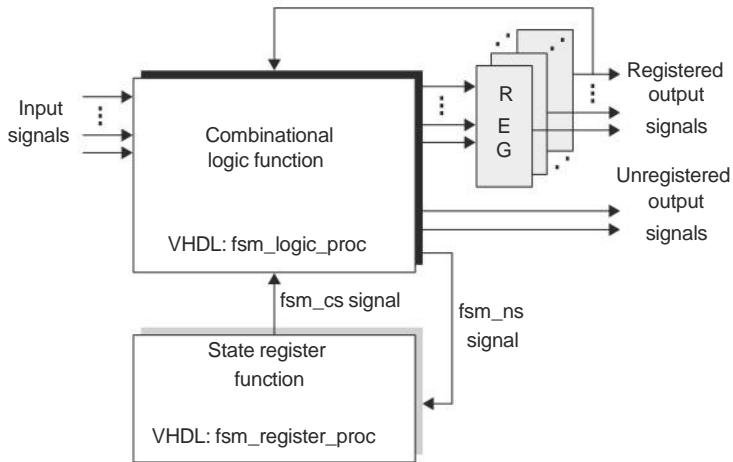 Input
signals
Combinational
logic function
VHDL: fsm_logic_proc
R
E
G
Registered
output
signals
Unregistered
output
signals
fsm_cs signal
fsm_ns
signal
State register
function
VHDL: fsm_register_proc